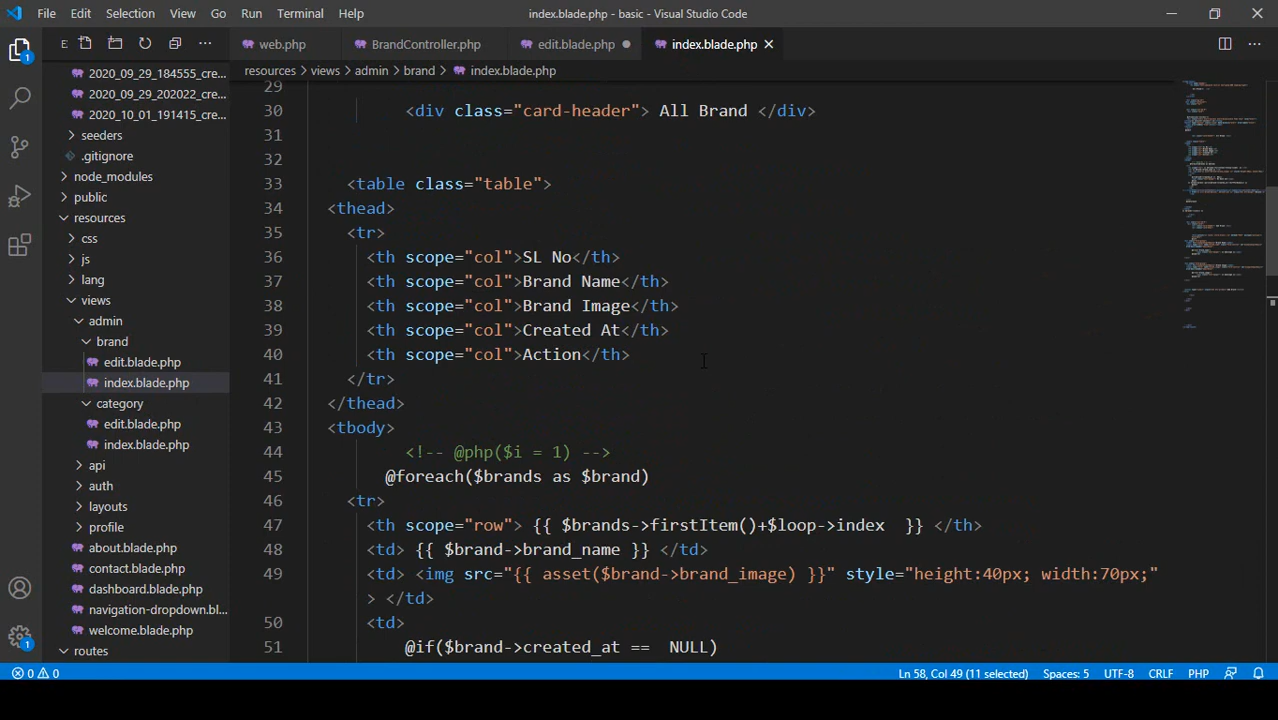 File Edit Selection View Go Run Terminal Help index.blade.php - basic - Visual Studio Code
E ... web.php BrandController.php edit.blade.php index.blade.php
resources > views > admin > brand > index.blade.php
2020_09_29_184555_cre...
2020_09_29_202022_cre...
2020_10_01_191415_cre...
seeders
.gitignore
node_modules
public
resources
css
js
lang
views
admin
brand
edit.blade.php
index.blade.php
category
edit.blade.php
index.blade.php
api
auth
layouts
profile
about.blade.php
contact.blade.php
dashboard.blade.php
navigation-dropdown.bl...
welcome.blade.php
routes
29
30 <div class="card-header"> All Brand </div>
31
32
33 <table class="table">
34 <thead>
35 <tr>
36 <th scope="col">SL No</th>
37 <th scope="col">Brand Name</th>
38 <th scope="col">Brand Image</th>
39 <th scope="col">Created At</th>
40 <th scope="col">Action</th>
41 </tr>
42 </thead>
43 <tbody>
44 <!-- @php($i = 1) -->
45 @foreach($brands as $brand)
46 <tr>
47 <th scope="row"> {{ $brands->firstItem()+$loop->index }} </th>
48 <td> {{ $brand->brand_name }} </td>
49 <td> <img src="{{ asset($brand->brand_image) }}" style="height:40px; width:70px;"
> </td>
50 <td>
51 @if($brand->created_at == NULL)
0 0 Ln 58, Col 49 (11 selected) Spaces: 5 UTF-8 CRLF PHP